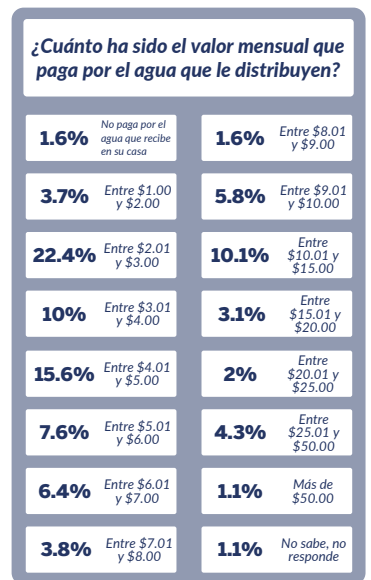 ¿Cuánto ha sido el valor mensual que
paga por el agua que le distribuyen?
1.6%
No paga por el
agua que recibe
en su casa
3.7%
Entre $1.00
y $2.00
22.4%
Entre $2.01
y $3.00
10%
Entre $3.01
y $4.00
15.6%
Entre $4.01
y $5.00
7.6%
Entre $5.01
y $6.00
6.4%
Entre $6.01
y $7.00
3.8%
Entre $7.01
y $8.00
1.6%
Entre $8.01
y $9.00
5.8%
Entre $9.01
y $10.00
10.1%
Entre
$10.01 y
$15.00
3.1%
Entre
$15.01 y
$20.00
2%
Entre
$20.01 y
$25.00
4.3%
Entre
$25.01 y
$50.00
1.1%
Más de
$50.00
1.1%
No sabe, no
responde